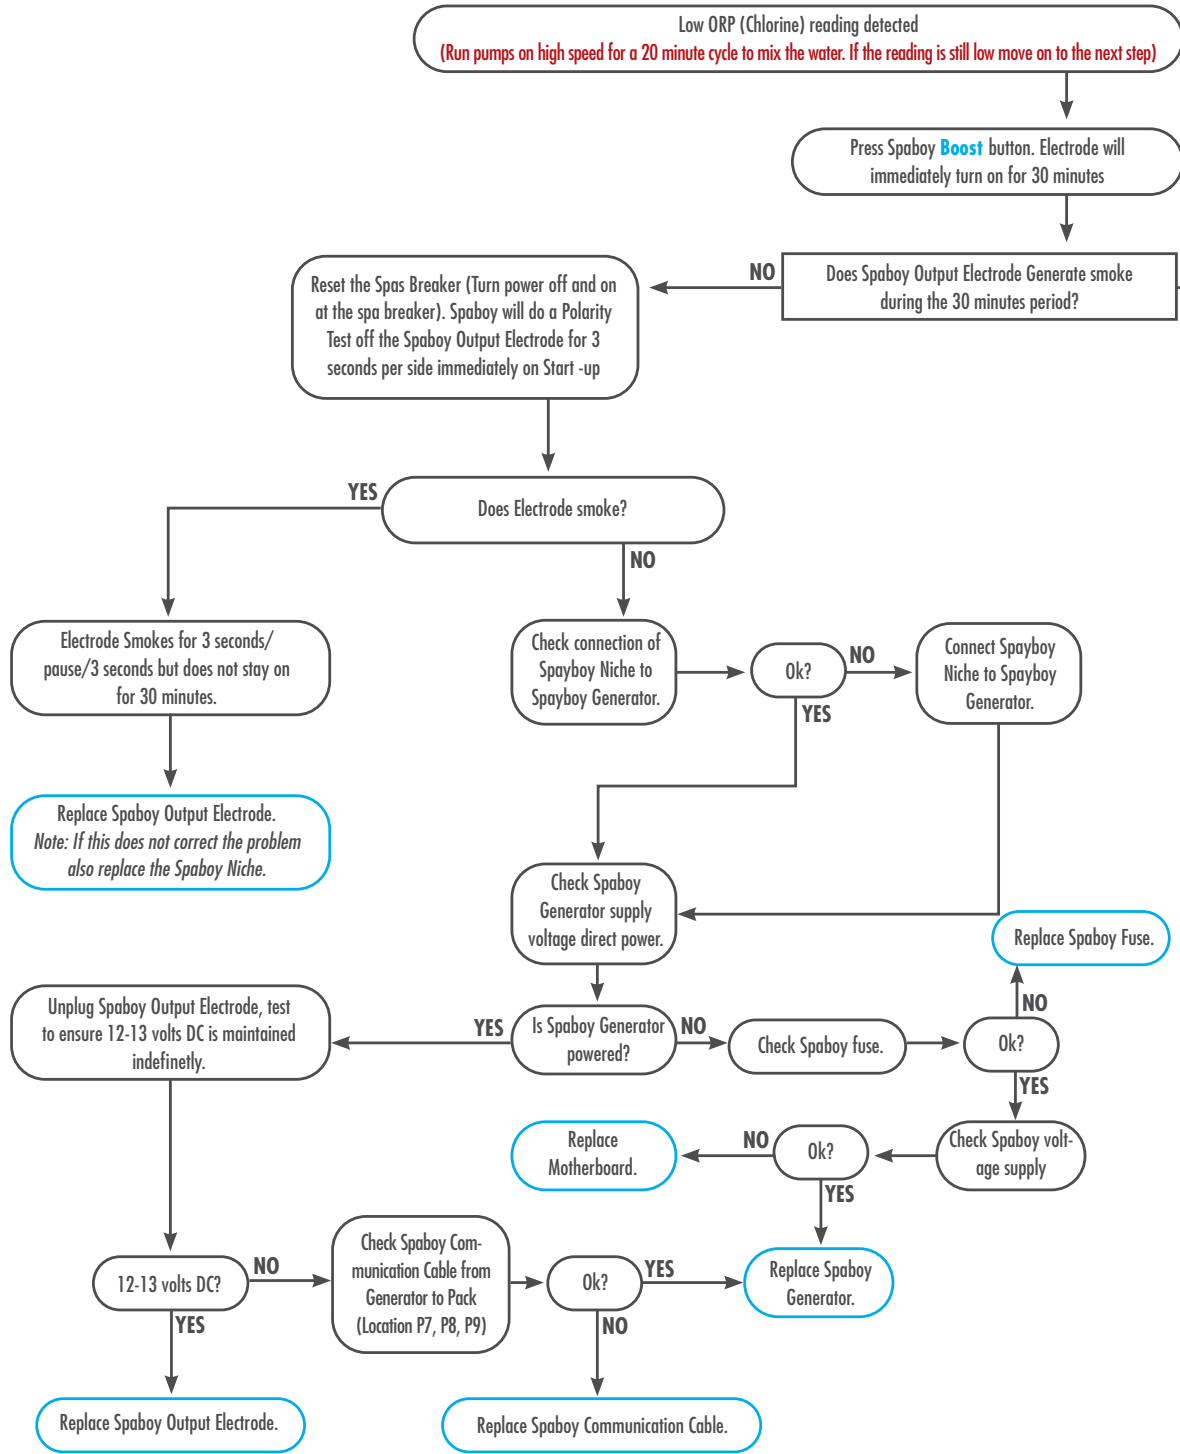 Low ORP (Chlorine) reading detected
(Run pumps on high speed for a 20 minute cycle to mix the water. If the reading is still low move on to the next step)
Press Spaboy Boost button. Electrode will
immediately turn on for 30 minutes
Does Spaboy Output Electrode Generate smoke
during the 30 minutes period?
NO
Reset the Spas Breaker (Turn power off and on
at the spa breaker). Spaboy will do a Polarity
Test off the Spaboy Output Electrode for 3
seconds per side immediately on Start -up
Does Electrode smoke?
YES
NO
Electrode Smokes for 3 seconds/
pause/3 seconds but does not stay on
for 30 minutes.
Replace Spaboy Output Electrode.
Note: If this does not correct the problem
also replace the Spaboy Niche.
Check connection of
Spayboy Niche to
Spayboy Generator.
Ok?
NO
YES
Connect Spayboy
Niche to Spayboy
Generator.
Check Spaboy
Generator supply
voltage direct power.
Is Spaboy Generator
powered?
YES
NO
Check Spaboy fuse.
Ok?
NO
Replace Spaboy Fuse.
YES
Check Spaboy volt-
age supply
Ok?
NO
Replace
Motherboard.
YES
Replace Spaboy
Generator.
Unplug Spaboy Output Electrode, test
to ensure 12-13 volts DC is maintained
indefinetly.
12-13 volts DC?
NO
YES
Check Spaboy Com-
munication Cable from
Generator to Pack
(Location P7, P8, P9)
Ok?
YES
NO
Replace Spaboy Output Electrode.
Replace Spaboy Communication Cable.